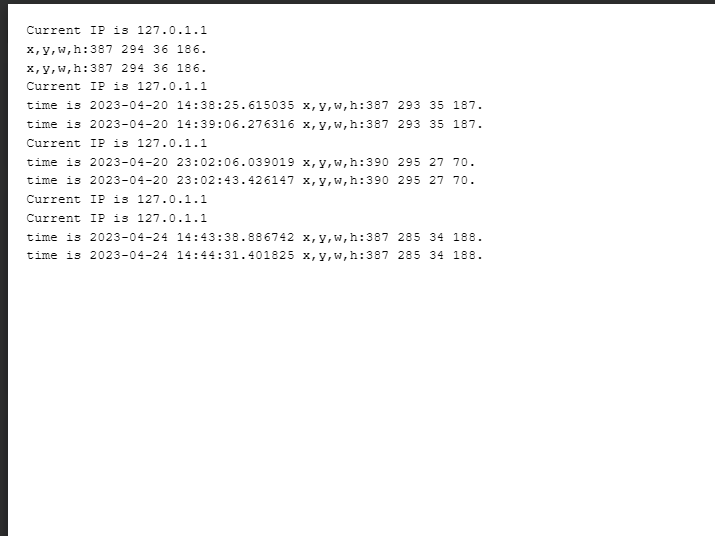 Current IP is 127.0.1.1
x,y,w,h:387 294 36 186.
x,y,w,h:387 294 36 186.
Current IP is 127.0.1.1
time is 2023-04-20 14:38:25.615035 x,y,w,h:387 293 35 187.
time is 2023-04-20 14:39:06.276316 x,y,w,h:387 293 35 187.
Current IP is 127.0.1.1
time is 2023-04-20 23:02:06.039019 x,y,w,h:390 295 27 70.
time is 2023-04-20 23:02:43.426147 x,y,w,h:390 295 27 70.
Current IP is 127.0.1.1
Current IP is 127.0.1.1
time is 2023-04-24 14:43:38.886742 x,y,w,h:387 285 34 188.
time is 2023-04-24 14:44:31.401825 x,y,w,h:387 285 34 188.